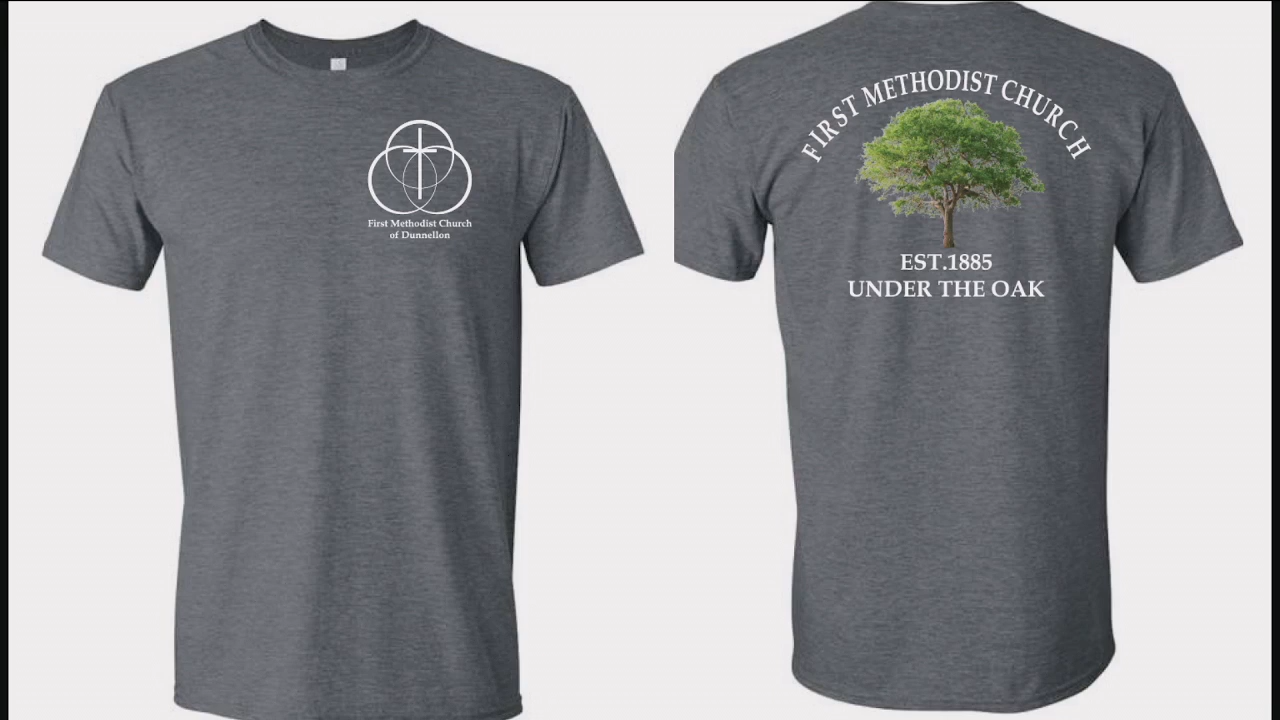 First Methodist Church
of Dunnellon
FIRST METHODIST CHURCH
EST.1885
UNDER THE OAK